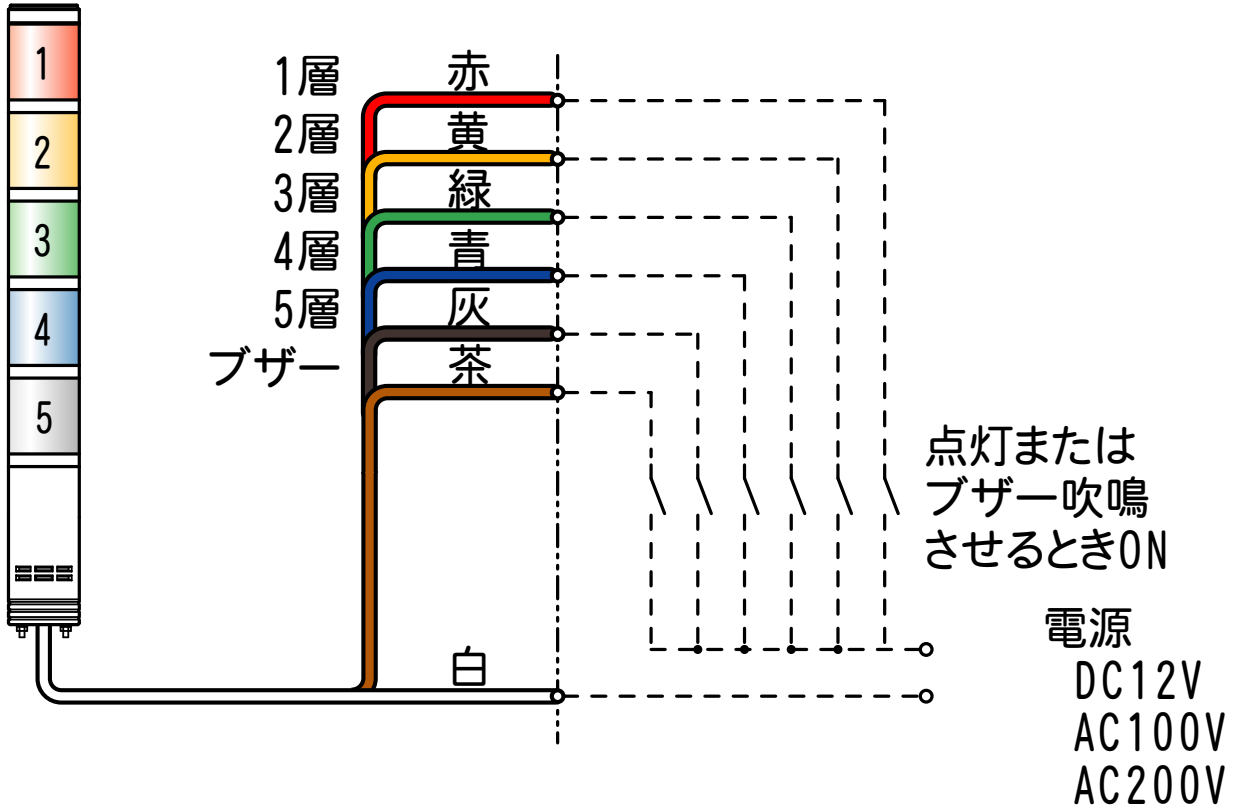 1
2
3
4
5
1層 赤
2層 黄
3層 緑
4層 青
5層 灰
ブザー 茶
点灯または
ブザー吹鳴
させるときON
白
電源
DC12V
AC100V
AC200V